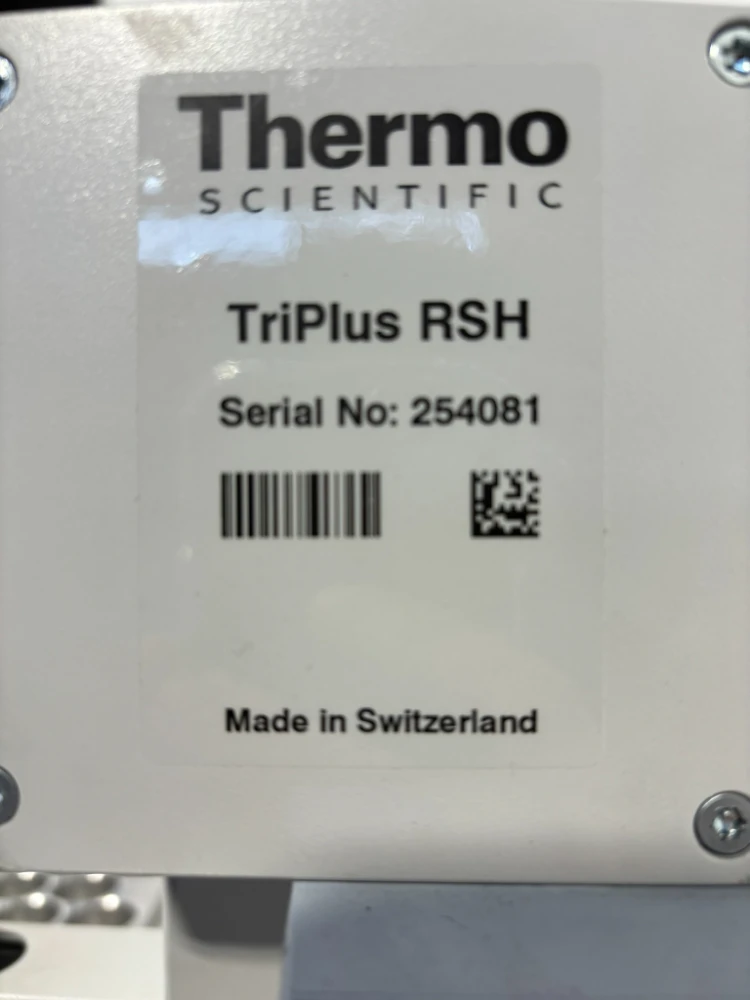 Thermo
SCIENTIFIC
TriPlus RSH
Serial No: 254081
Made in Switzerland